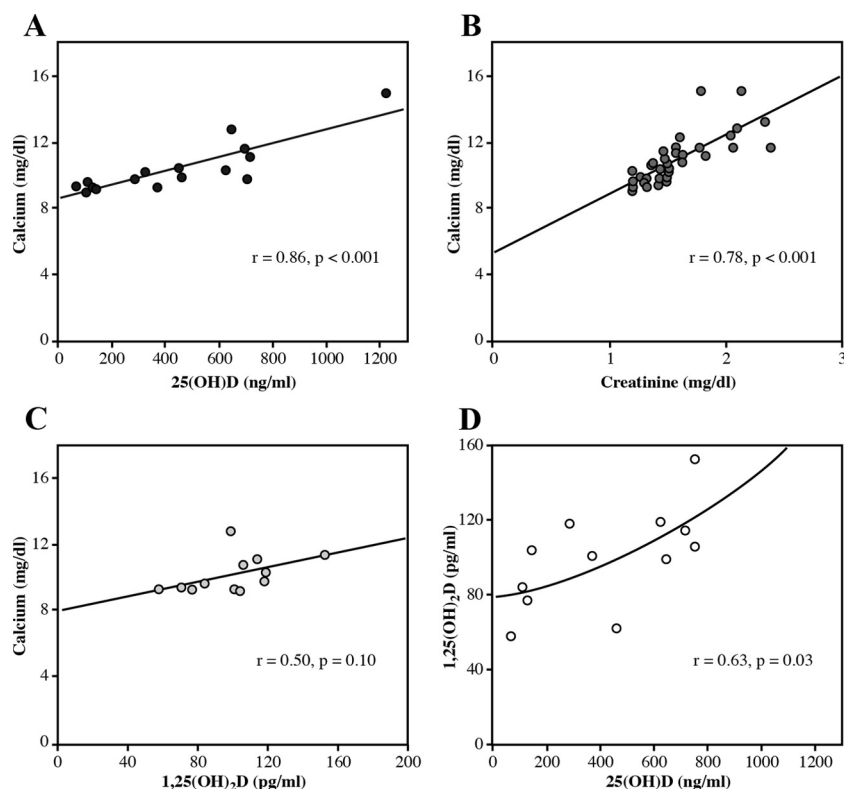 A
Calcium (mg/dl)
16
12
8
4
0
r = 0.86, p < 0.001
0 200 400 600 800 1000 1200
25(OH)D (ng/ml)
B
Calcium (mg/dl)
16
12
8
4
0
r = 0.78, p < 0.001
0 1 2 3
Creatinine (mg/dl)
C
Calcium (mg/dl)
16
12
8
4
0
r = 0.50, p = 0.10
0 40 80 120 160 200
1,25(OH)₂D (pg/ml)
D
1,25(OH)₂D (pg/ml)
160
120
80
40
0
r = 0.63, p = 0.03
0 200 400 600 800 1000 1200
25(OH)D (ng/ml)